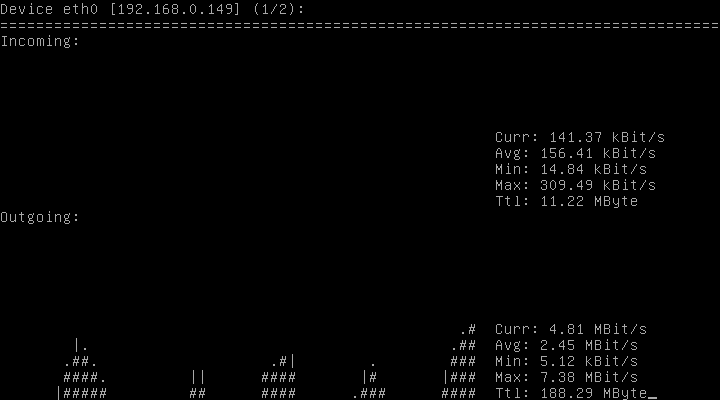 Device eth0 [192.168.0.149] (1/2):
================================================================================
Incoming:
Curr: 141.37 kBit/s
Avg: 156.41 kBit/s
Min: 14.84 kBit/s
Max: 309.49 kBit/s
Ttl: 11.22 MByte
Outgoing:
.# Curr: 4.81 MBit/s
|. .## Avg: 2.45 MBit/s
.##. .#| . ### Min: 5.12 kBit/s
####. || #### |# |### Max: 7.38 MBit/s
|##### ## #### .### #### Ttl: 188.29 MByte_